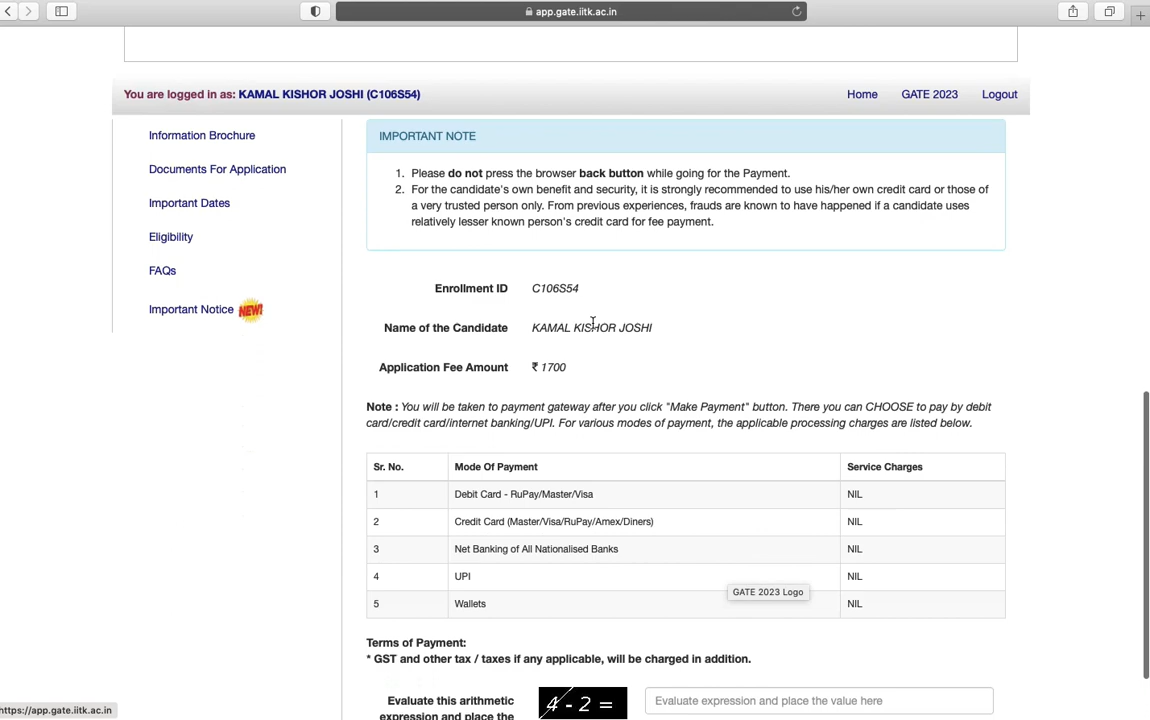 app.gate.iitk.ac.in
You are logged in as: KAMAL KISHOR JOSHI (C106S54)
Home GATE 2023 Logout
Information Brochure
Documents For Application
Important Dates
Eligibility
FAQs
Important Notice NEW!
IMPORTANT NOTE
1. Please do not press the browser back button while going for the Payment.
2. For the candidate's own benefit and security, it is strongly recommended to use his/her own credit card or those of
a very trusted person only. From previous experiences, frauds are known to have happened if a candidate uses
relatively lesser known person's credit card for fee payment.
Enrollment ID C106S54
Name of the Candidate KAMAL KISHOR JOSHI
Application Fee Amount ₹ 1700
Note : You will be taken to payment gateway after you click "Make Payment" button. There you can CHOOSE to pay by debit
card/credit card/internet banking/UPI. For various modes of payment, the applicable processing charges are listed below.
Sr. No. Mode Of Payment Service Charges
1 Debit Card - RuPay/Master/Visa NIL
2 Credit Card (Master/Visa/RuPay/Amex/Diners) NIL
3 Net Banking of All Nationalised Banks NIL
4 UPI NIL
GATE 2023 Logo
5 Wallets NIL
Terms of Payment:
* GST and other tax / taxes if any applicable, will be charged in addition.
Evaluate this arithmetic 4 - 2 = Evaluate expression and place the value here
expression and place the
https://app.gate.iitk.ac.in